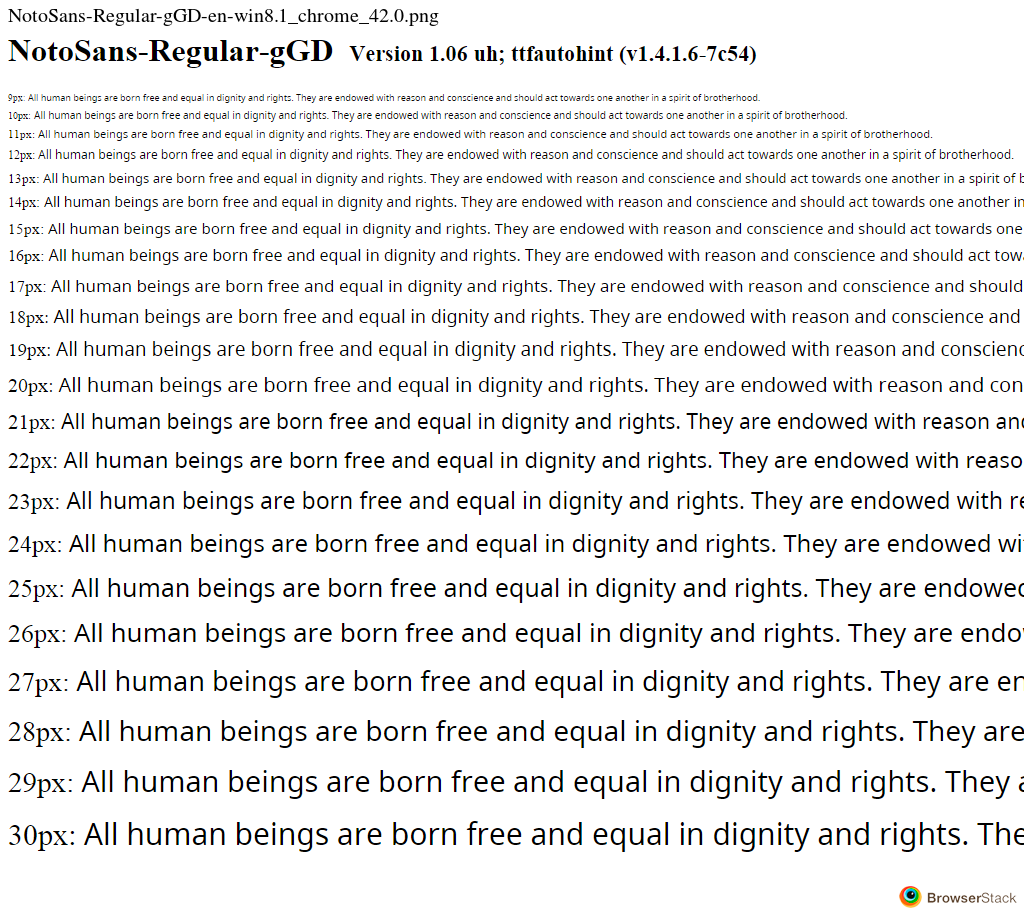 NotoSans-Regular-gGD-en-win8.1_chrome_42.0.png
NotoSans-Regular-gGD Version 1.06 uh; ttfautohint (v1.4.1.6-7c54)
9px: All human beings are born free and equal in dignity and rights. They are endowed with reason and conscience and should act towards one another in a spirit of brotherhood.
10px: All human beings are born free and equal in dignity and rights. They are endowed with reason and conscience and should act towards one another in a spirit of brotherhood.
11px: All human beings are born free and equal in dignity and rights. They are endowed with reason and conscience and should act towards one another in a spirit of brotherhood.
12px: All human beings are born free and equal in dignity and rights. They are endowed with reason and conscience and should act towards one another in a spirit of brotherhood.
13px: All human beings are born free and equal in dignity and rights. They are endowed with reason and conscience and should act towards one another in a spirit of b
14px: All human beings are born free and equal in dignity and rights. They are endowed with reason and conscience and should act towards one another in
15px: All human beings are born free and equal in dignity and rights. They are endowed with reason and conscience and should act towards one
16px: All human beings are born free and equal in dignity and rights. They are endowed with reason and conscience and should act tow
17px: All human beings are born free and equal in dignity and rights. They are endowed with reason and conscience and should
18px: All human beings are born free and equal in dignity and rights. They are endowed with reason and conscience and
19px: All human beings are born free and equal in dignity and rights. They are endowed with reason and conscienc
20px: All human beings are born free and equal in dignity and rights. They are endowed with reason and con
21px: All human beings are born free and equal in dignity and rights. They are endowed with reason and
22px: All human beings are born free and equal in dignity and rights. They are endowed with reaso
23px: All human beings are born free and equal in dignity and rights. They are endowed with re
24px: All human beings are born free and equal in dignity and rights. They are endowed wi
25px: All human beings are born free and equal in dignity and rights. They are endowed
26px: All human beings are born free and equal in dignity and rights. They are endo
27px: All human beings are born free and equal in dignity and rights. They are en
28px: All human beings are born free and equal in dignity and rights. They are
29px: All human beings are born free and equal in dignity and rights. They a
30px: All human beings are born free and equal in dignity and rights. The
BrowserStack